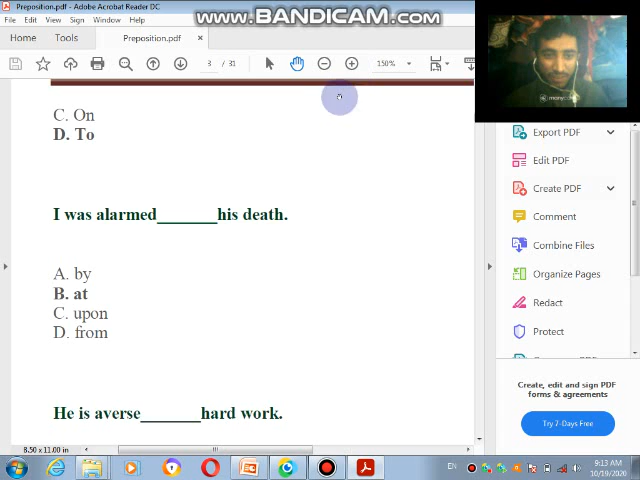 WWW.BANDICAM.COM
Preposition.pdf - Adobe Acrobat Reader DC
File Edit View Sign Window Help
Home Tools Preposition.pdf ×
8 / 31 150%
C. On
D. To
I was alarmed_______his death.
A. by
B. at
C. upon
D. from
He is averse_______hard work.
8.50 x 11.00 in
Export PDF
Edit PDF
Create PDF
Comment
Combine Files
Organize Pages
Redact
Protect
Create, edit and sign PDF
forms & agreements
Try 7-Days Free
EN
9:13 AM
10/19/2020